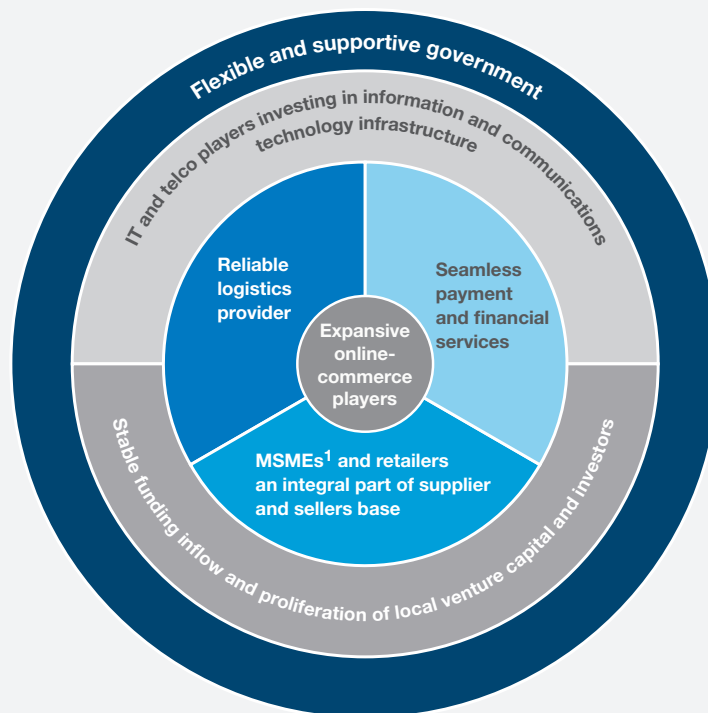 Flexible and supportive government
IT and telco players investing in information and communications
technology infrastructure
Reliable
logistics
provider
Seamless
payment
and financial
services
Expansive
online-
commerce
players
MSMEs¹ and retailers
an integral part of supplier
and sellers base
Stable funding inflow and proliferation of local venture capital and investors